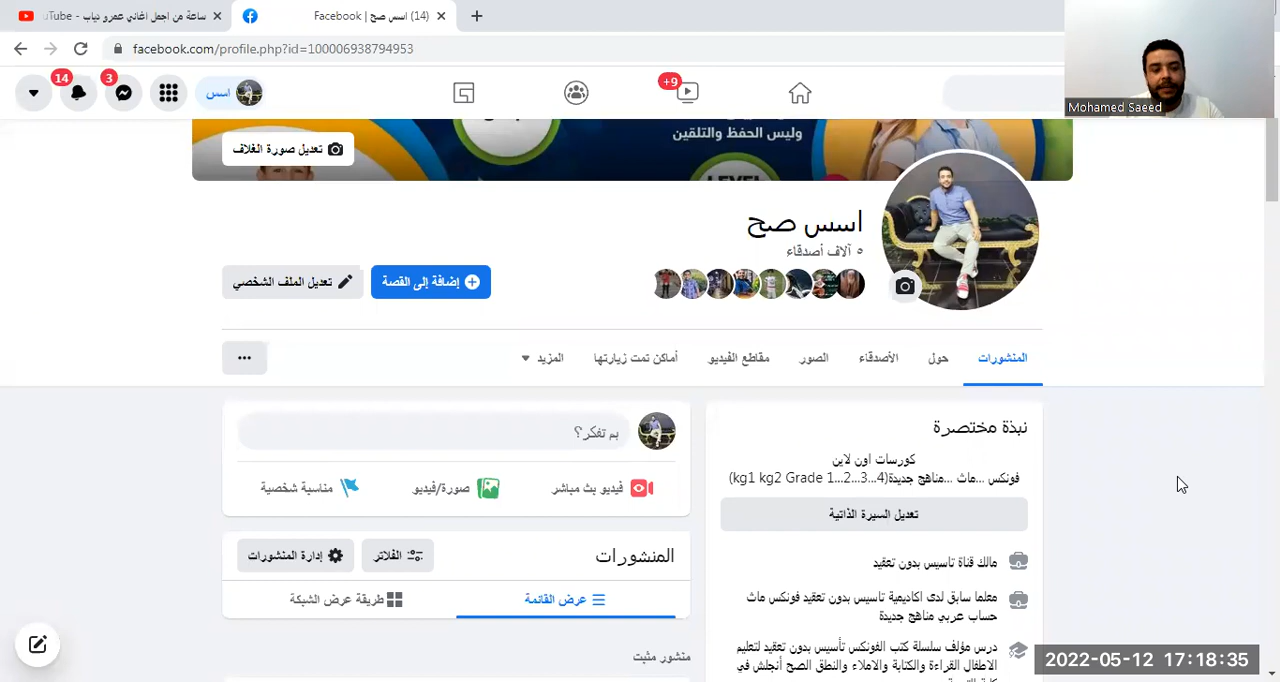 ساعة من اجمل اغاني عمرو دياب - uTube
(14) اسس صح | Facebook
facebook.com/profile.php?id=100006938794953
14
3
اسس
+9
Mohamed Saeed
وليس الحفظ والتلقين
تعديل صورة الغلاف
LEVEL
اسس صح
٥ آلاف أصدقاء
إضافة إلى القصة
تعديل الملف الشخصي
المنشورات
حول
الأصدقاء
الصور
مقاطع الفيديو
أماكن تمت زيارتها
المزيد
نبذة مختصرة
كورسات اون لاين
فونكس ...ماث ...مناهج جديدة(kg1 kg2 Grade 1...2...3...4)
تعديل السيرة الذاتية
مالك قناة تاسيس بدون تعقيد
معلما سابق لدى اكاديمية تاسيس بدون تعقيد فونكس ماث
حساب عربي مناهج جديدة
درس مؤلف سلسلة كتب الفونكس تأسيس بدون تعقيد لتعليم
الاطفال القراءة والكتابة والاملاء والنطق الصح أنجلش في
بم تفكر؟
فيديو بث مباشر
صورة/فيديو
مناسبة شخصية
المنشورات
الفلاتر
إدارة المنشورات
عرض القائمة
طريقة عرض الشبكة
منشور مثبت
2022-05-12 17:18:35